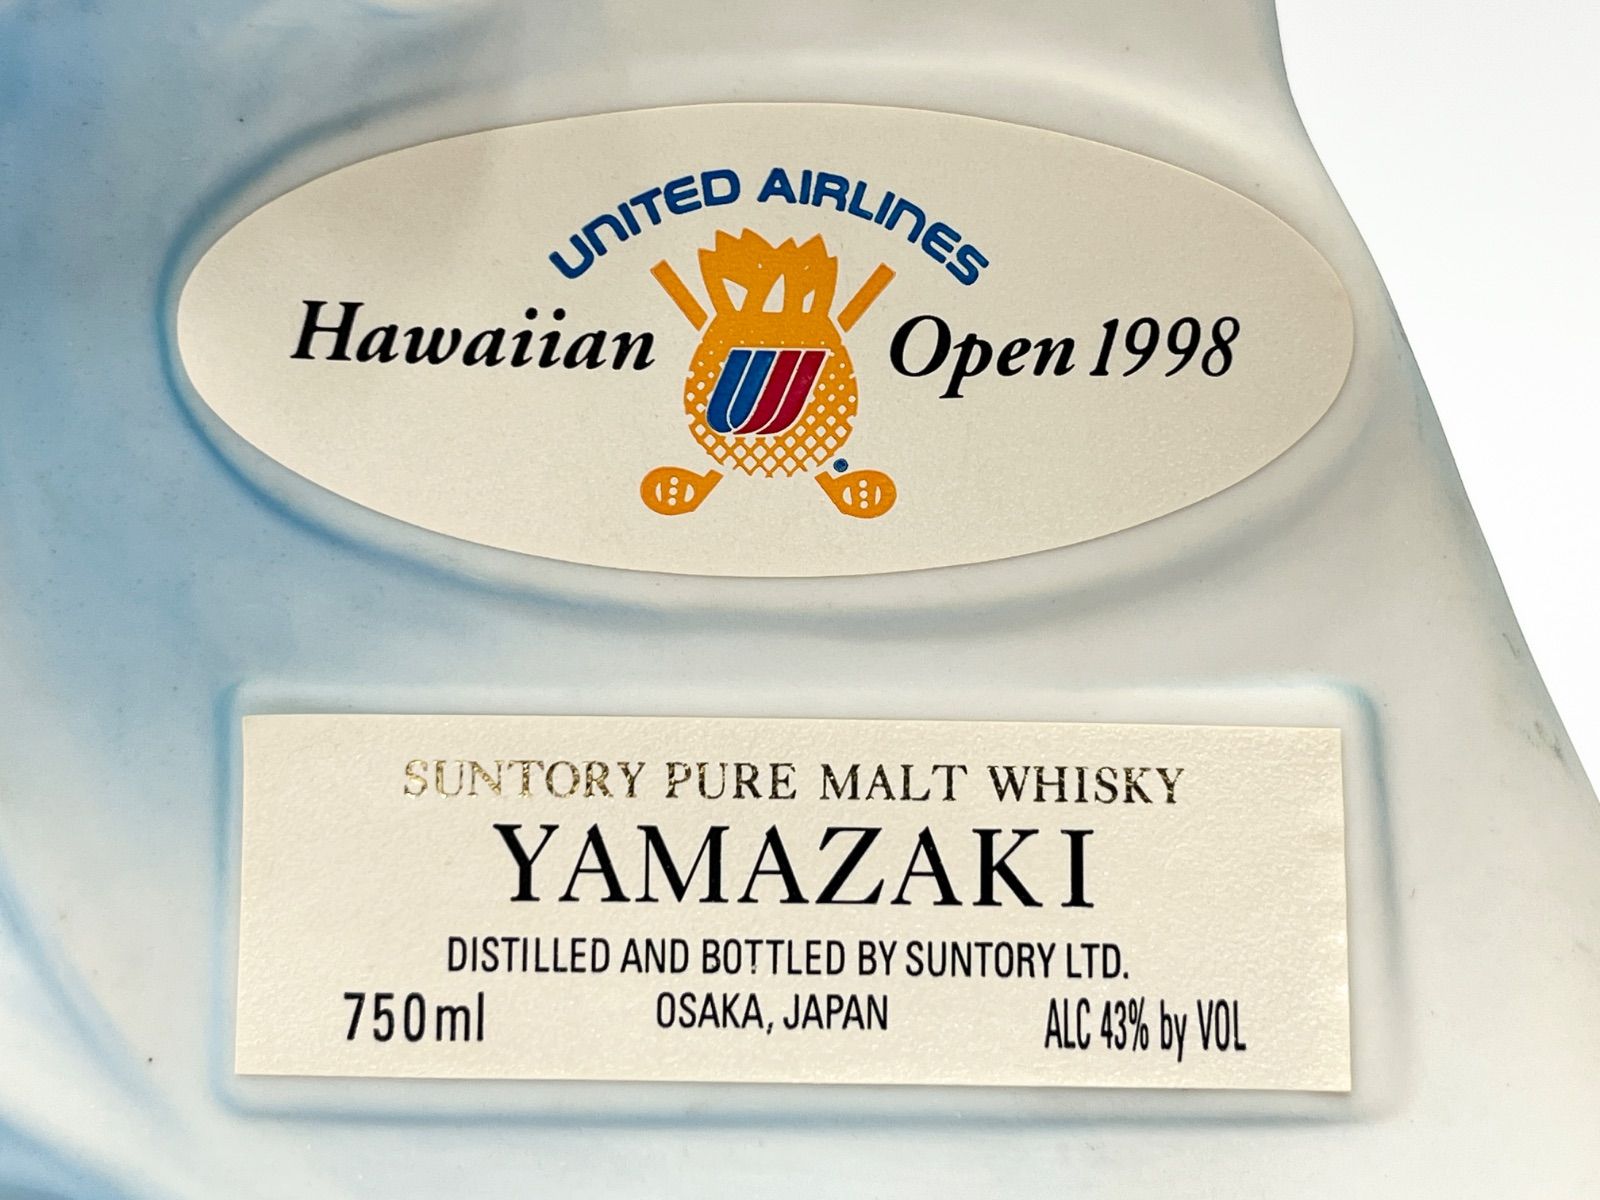 UNITED AIRLINES
Hawaiian Open 1998
SUNTORY PURE MALT WHISKY
YAMAZAKI
DISTILLED AND BOTTLED BY SUNTORY LTD.
750ml OSAKA, JAPAN ALC 43% by VOL